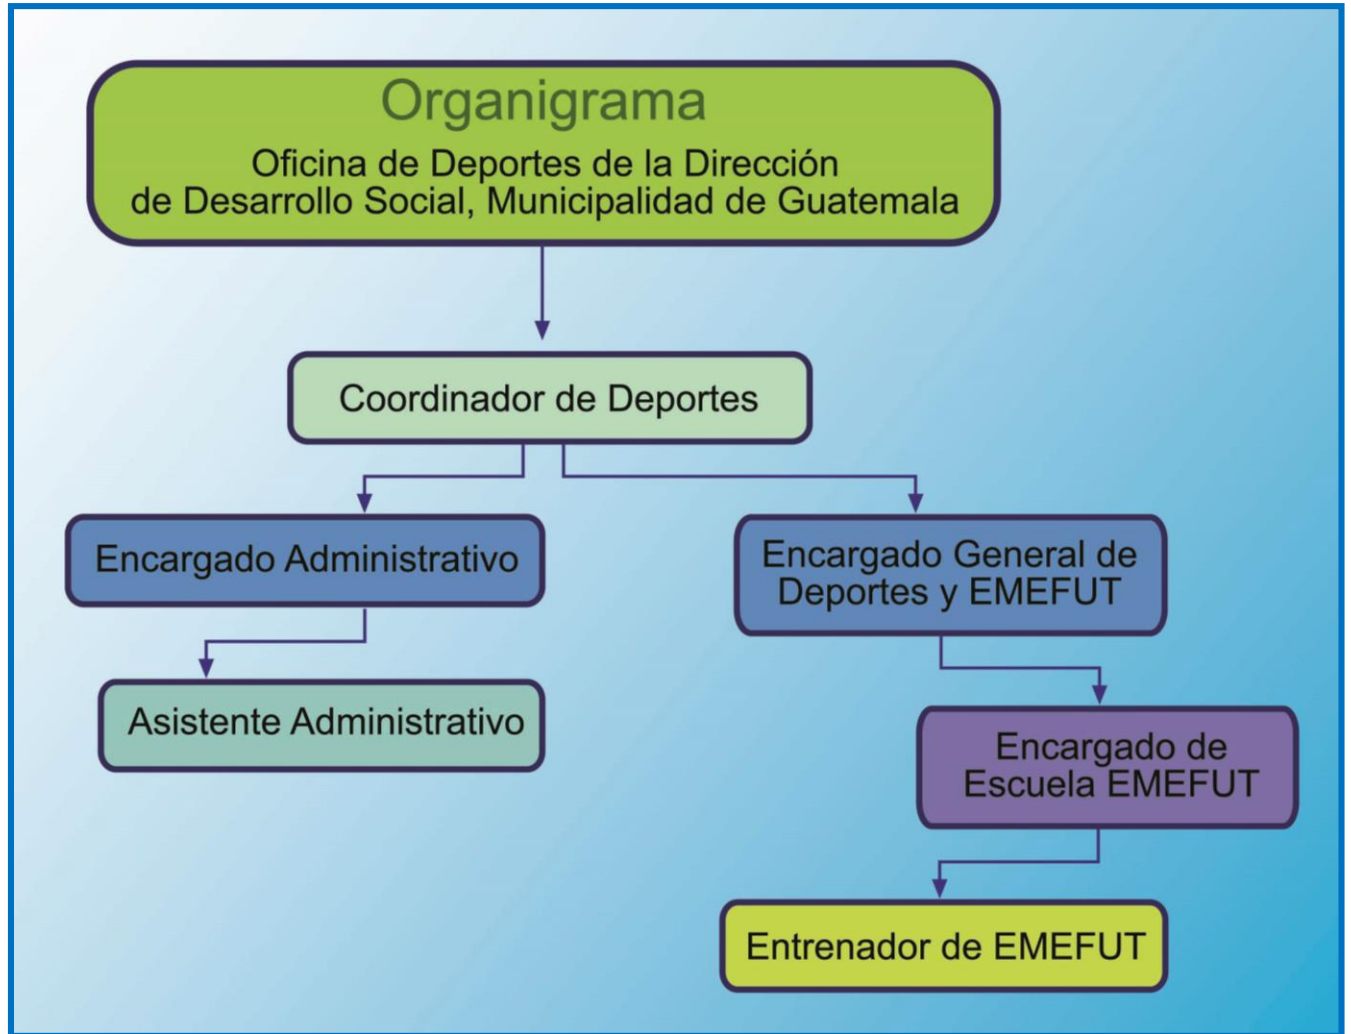 Organigrama
Oficina de Deportes de la Dirección
de Desarrollo Social, Municipalidad de Guatemala
Coordinador de Deportes
Encargado Administrativo
Encargado General de
Deportes y EMEFUT
Asistente Administrativo
Encargado de
Escuela EMEFUT
Entrenador de EMEFUT